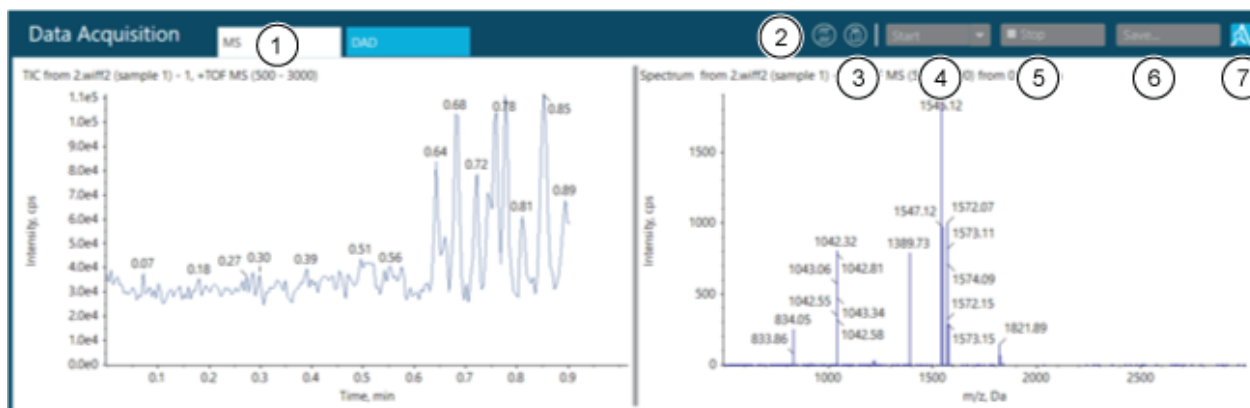 Data Acquisition MS 1 DAD 2 Start Stop Save... 7
3 4 5 6
TIC from 2.wiff2 (sample 1) - 1, +TOF MS (500 - 3000)
1.1e5
1.0e5
9.0e4
8.0e4
7.0e4
6.0e4
5.0e4
4.0e4
3.0e4
2.0e4
1.0e4
0.0e0
Intensity, cps
0.07 0.18 0.27 0.30 0.39 0.51 0.56 0.64 0.68 0.72 0.78 0.81 0.85 0.89
0.1 0.2 0.3 0.4 0.5 0.6 0.7 0.8 0.9
Time, min
Spectrum from 2.wiff2 (sample 1) - MS from
1500
1000
500
0
Intensity, cps
1547.12 1572.07
1573.11
1042.32 1389.73
1043.06 1042.81
1574.09
1042.55 1043.34
1572.15
834.05
833.86 1042.58 1573.15 1821.89
1000 1500 2000 2500
m/z, Da